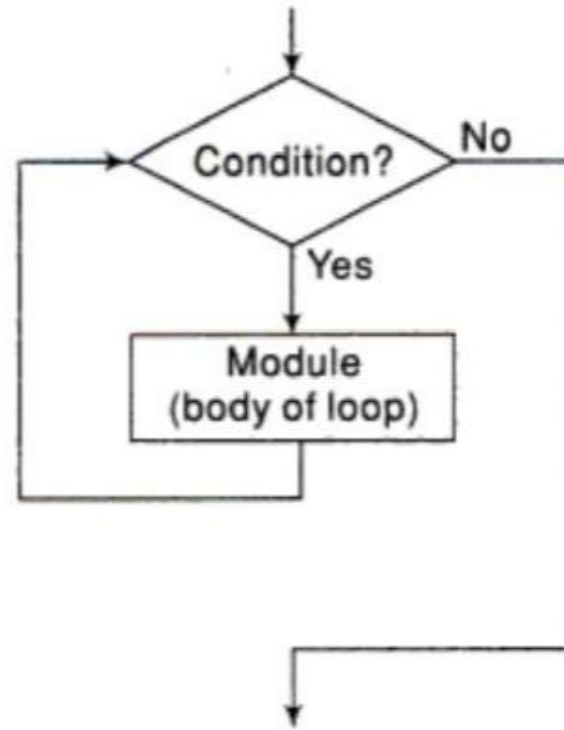 Condition?
No
Yes
Module
(body of loop)